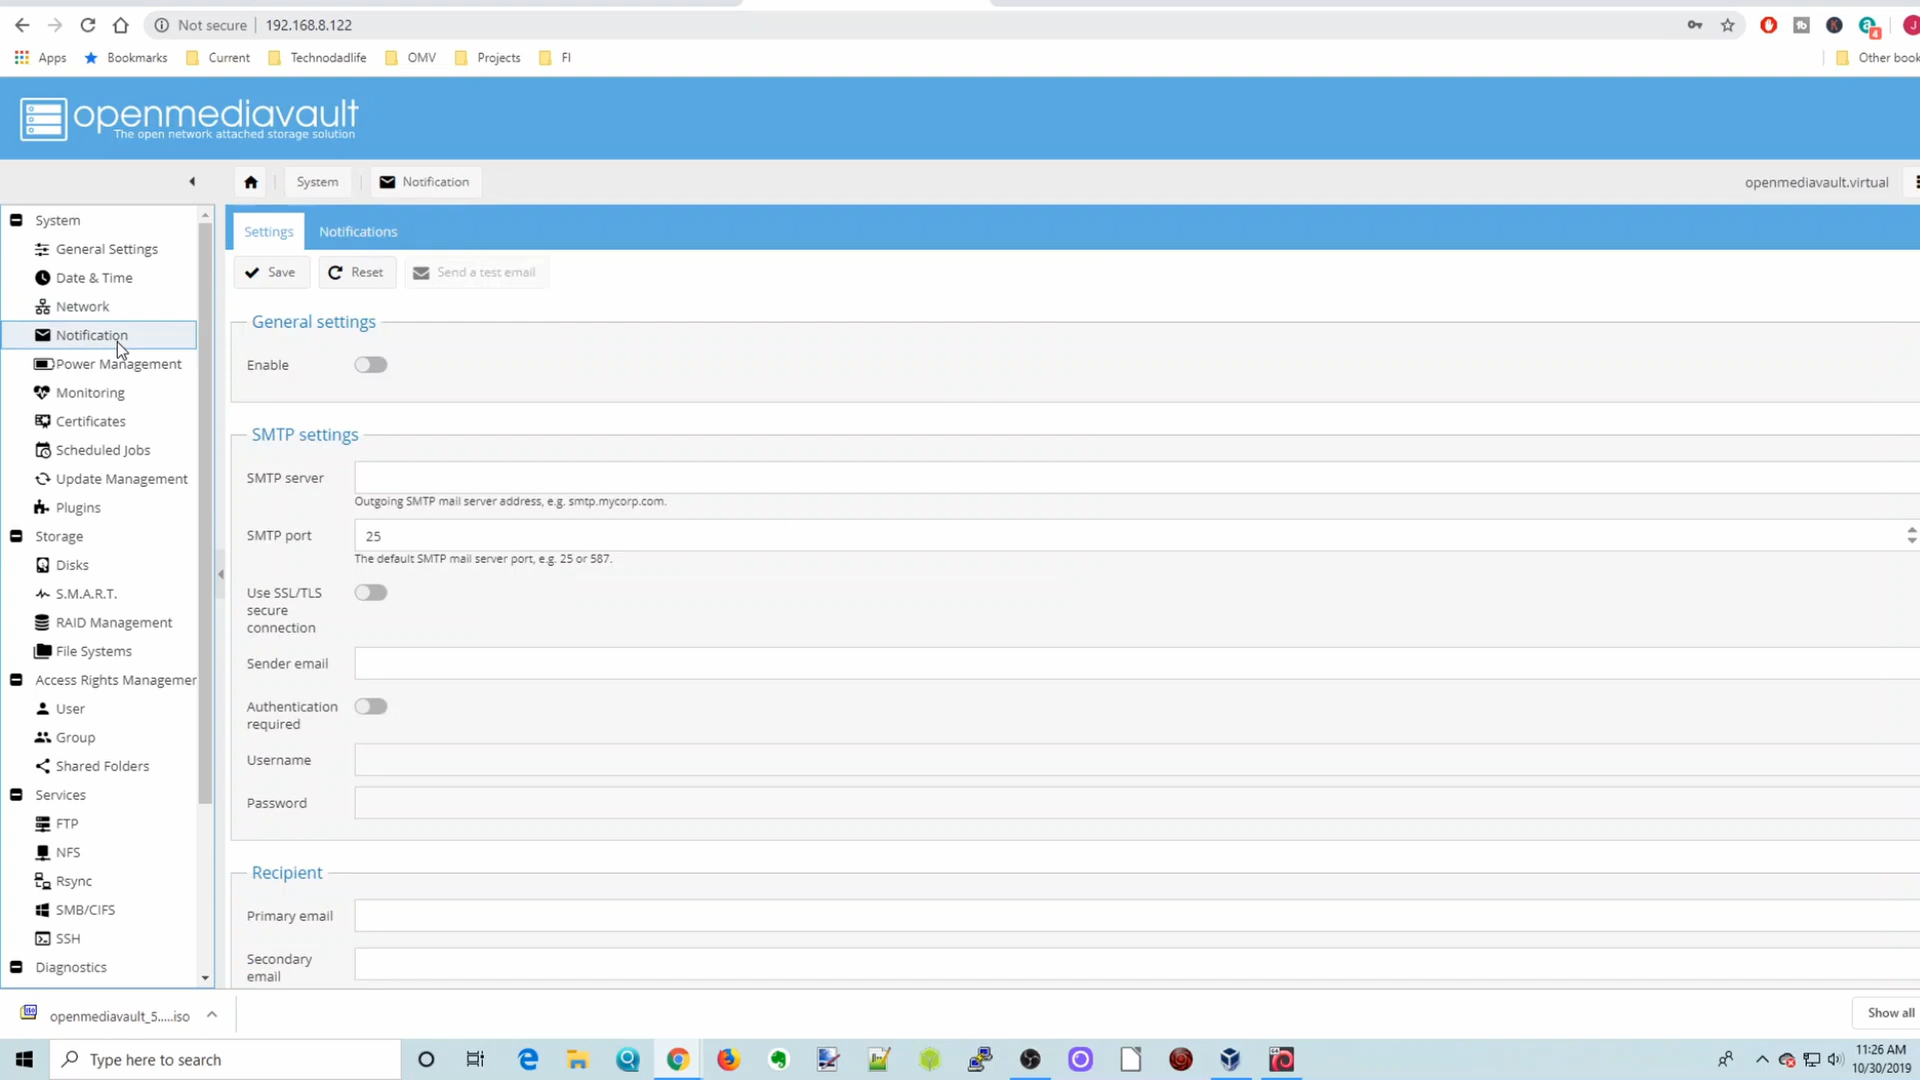 Not secure
192.168.8.122
Apps
Bookmarks
Current
Technodadlife
OMV
Projects
FI
Other book
openmediavault
The open network attached storage solution
System
Notification
openmediavault.virtual
System
General Settings
Date & Time
Network
Notification
Power Management
Monitoring
Certificates
Scheduled Jobs
Update Management
Plugins
Storage
Disks
S.M.A.R.T.
RAID Management
File Systems
Access Rights Managemen
User
Group
Shared Folders
Services
FTP
NFS
Rsync
SMB/CIFS
SSH
Diagnostics
Settings
Notifications
Save
Reset
Send a test email
General settings
Enable
SMTP settings
SMTP server
Outgoing SMTP mail server address, e.g. smtp.mycorp.com.
SMTP port
25
The default SMTP mail server port, e.g. 25 or 587.
Use SSL/TLS
secure
connection
Sender email
Authentication
required
Username
Password
Recipient
Primary email
Secondary
email
openmediavault_5.....iso
Show all
Type here to search
11:26 AM
10/30/2019